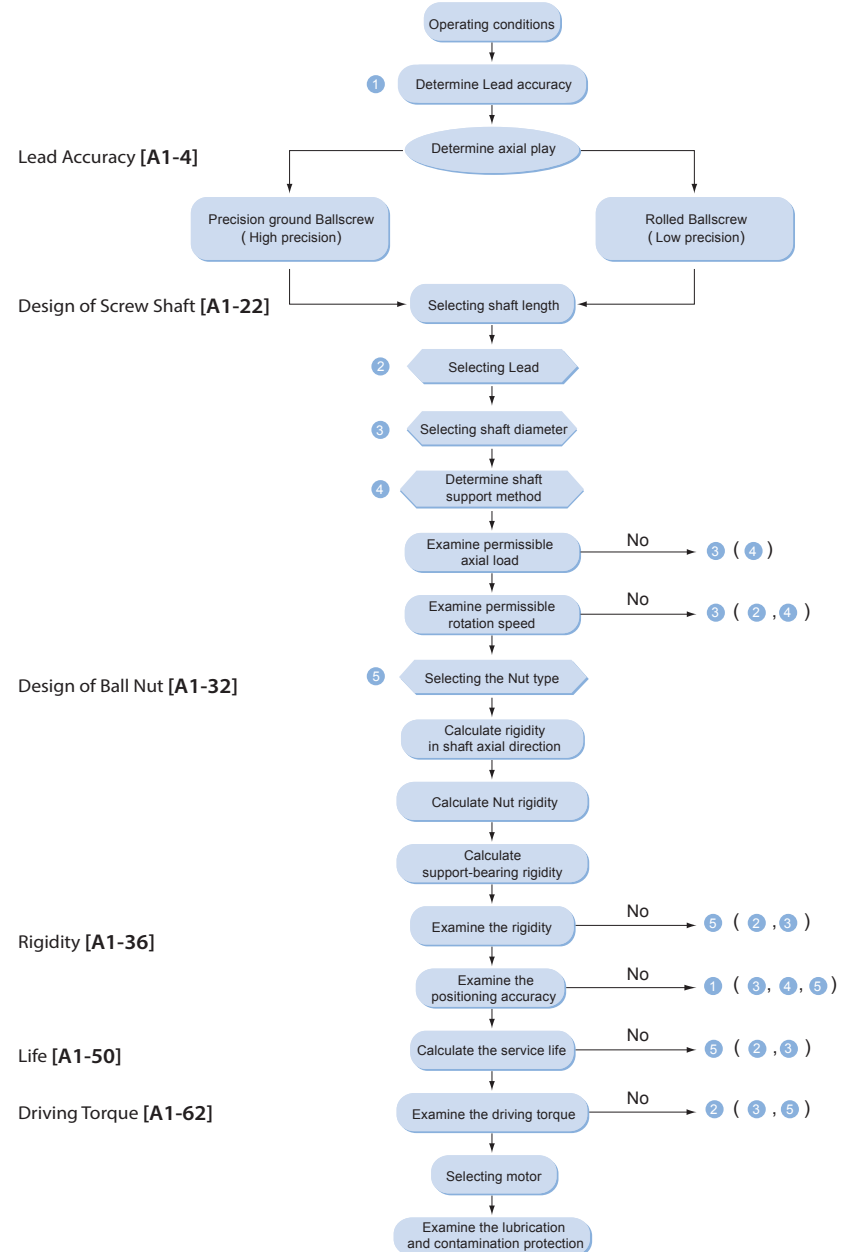 Operating conditions
1 Determine Lead accuracy
Lead Accuracy [A1-4]
Determine axial play
Precision ground Ballscrew
( High precision)
Rolled Ballscrew
( Low precision)
Design of Screw Shaft [A1-22]
Selecting shaft length
2 Selecting Lead
3 Selecting shaft diameter
4 Determine shaft
support method
Examine permissible
axial load
No
3 ( 4 )
Examine permissible
rotation speed
No
3 ( 2 , 4 )
Design of Ball Nut [A1-32]
5 Selecting the Nut type
Calculate rigidity
in shaft axial direction
Calculate Nut rigidity
Calculate
support-bearing rigidity
Rigidity [A1-36]
Examine the rigidity
No
5 ( 2 , 3 )
Examine the
positioning accuracy
No
1 ( 3, 4, 5 )
Life [A1-50]
Calculate the service life
No
5 ( 2 , 3 )
Driving Torque [A1-62]
Examine the driving torque
No
2 ( 3 , 5 )
Selecting motor
Examine the lubrication
and contamination protection